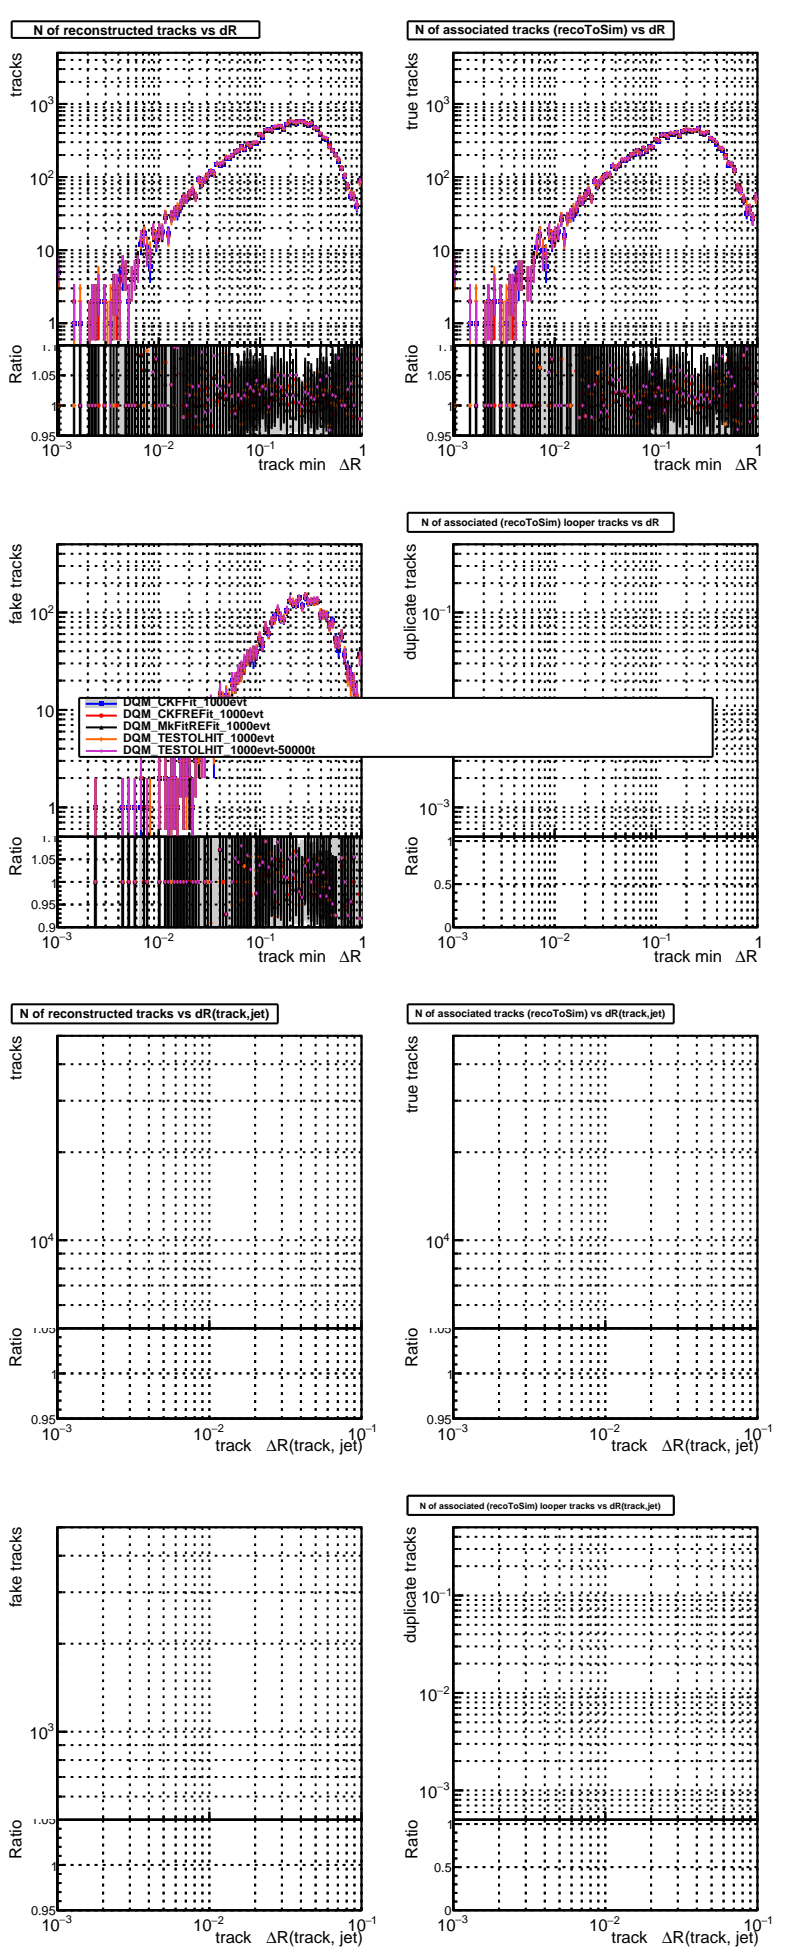 N of reconstructed tracks vs dR
N of associated tracks (recoToSim) vs dR
tracks
10³
10²
10
1
Ratio
1.1
1.05
1
0.95
10⁻³ 10⁻² 10⁻¹ 1
track min ΔR
true tracks
10³
10²
10
1
Ratio
1.1
1.05
1
0.95
10⁻³ 10⁻² 10⁻¹ 1
track min ΔR
N of associated (recoToSim) looper tracks vs dR
fake tracks
10²
10
1
Ratio
1.1
1.05
1
0.95
0.9
10⁻³ 10⁻² 10⁻¹ 1
track min ΔR
duplicate tracks
10⁻¹
10⁻³
Ratio
1
0.5
0
10⁻³ 10⁻² 10⁻¹ 1
track min ΔR
DQM_CKFFit_1000evt
DQM_CKFREFit_1000evt
DQM_MkFitREFit_1000evt
DQM_TESTOLHIT_1000evt
DQM_TESTOLHIT_1000evt-50000t
N of reconstructed tracks vs dR(track,jet)
N of associated tracks (recoToSim) vs dR(track,jet)
tracks
10⁴
Ratio
1.05
1
0.95
10⁻³ 10⁻² 10⁻¹
track ΔR(track, jet)
true tracks
10⁴
Ratio
1.05
1
0.95
10⁻³ 10⁻² 10⁻¹
track ΔR(track, jet)
N of associated (recoToSim) looper tracks vs dR(track,jet)
fake tracks
10³
Ratio
1.05
1
0.95
10⁻³ 10⁻² 10⁻¹
track ΔR(track, jet)
duplicate tracks
10⁻¹
10⁻²
10⁻³
Ratio
1
0.5
0
10⁻³ 10⁻² 10⁻¹
track ΔR(track, jet)